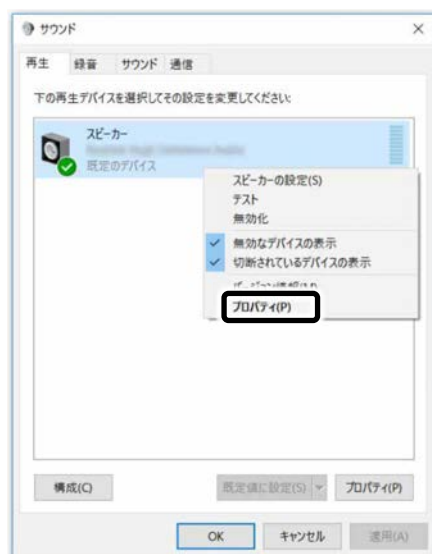 サウンド
再生 録音 サウンド 通信
下の再生デバイスを選択してその設定を変更してください:
スピーカー
既定のデバイス
スピーカーの設定(S)
テスト
無効化
無効なデバイスの表示
切断されているデバイスの表示
プロパティ(P)
構成(C) 既定値に設定(S) プロパティ(P)
OK キャンセル 適用(A)